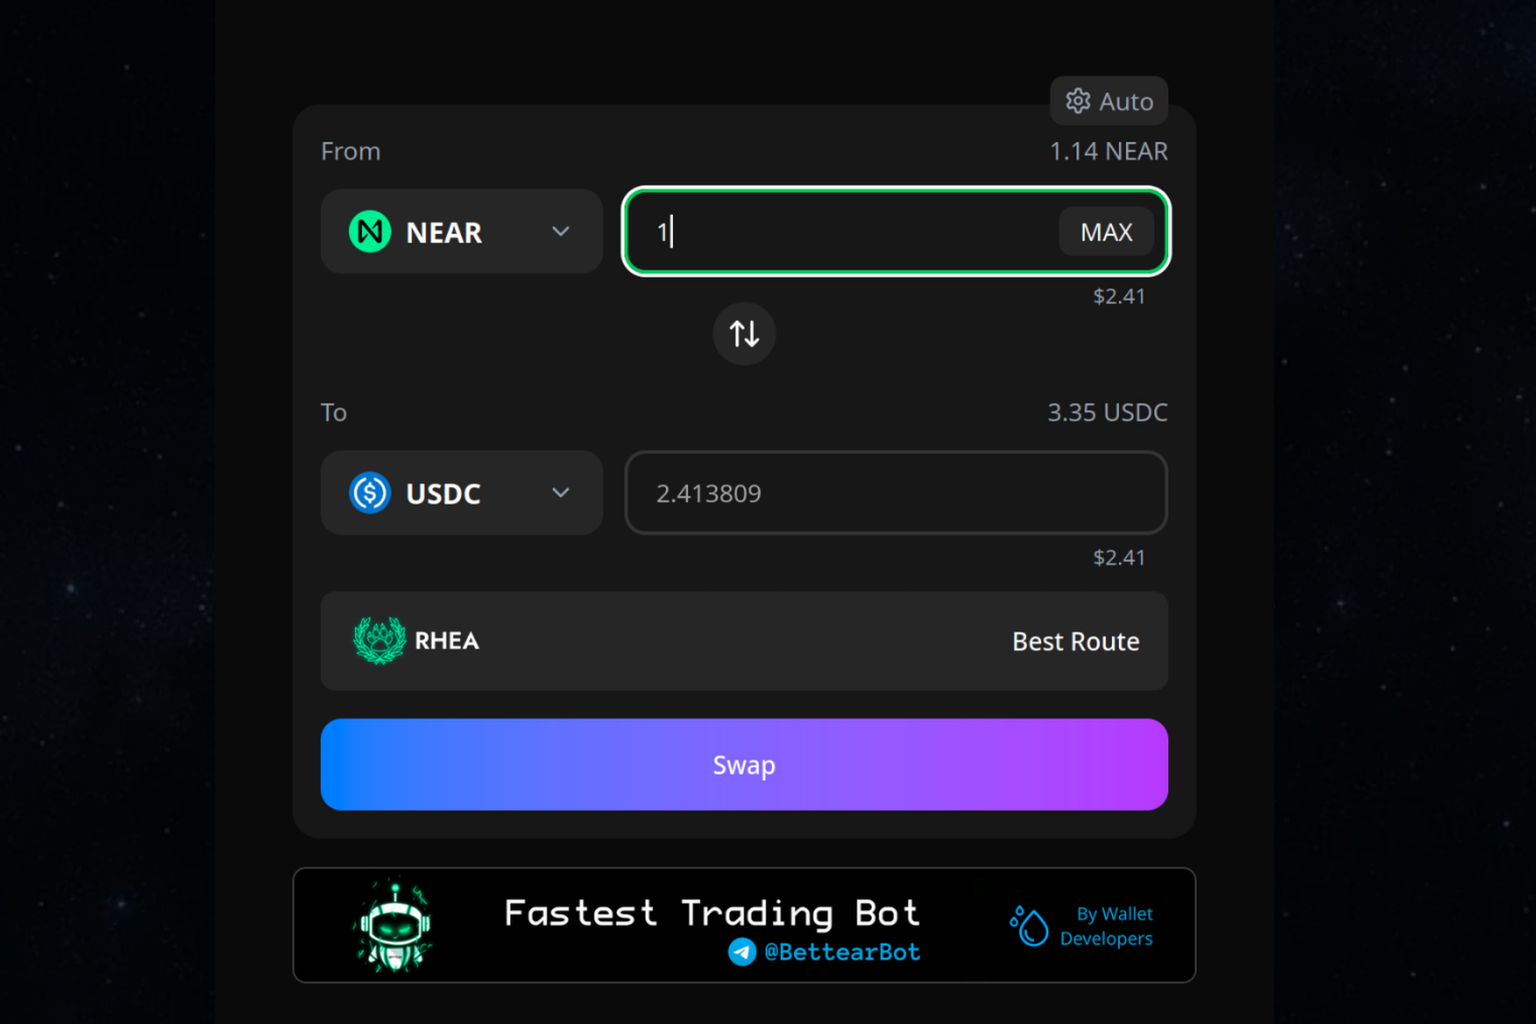 Auto
From
1.14 NEAR
NEAR
1
MAX
$2.41
To
3.35 USDC
USDC
2.413809
$2.41
RHEA
Best Route
Swap
Fastest Trading Bot
@BettearBot
By Wallet
Developers